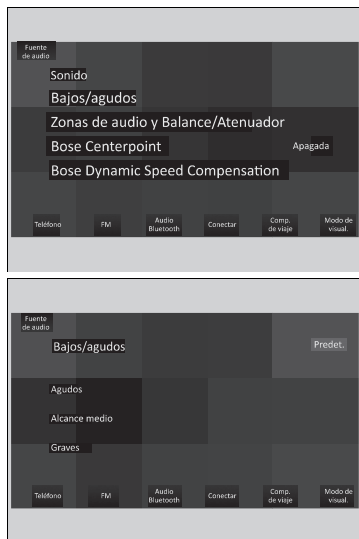 Fuente
de audio
Sonido
Bajos/agudos
Zonas de audio y Balance/Atenuador
Bose Centerpoint
Apagada
Bose Dynamic Speed Compensation
Teléfono
FM
Audio
Bluetooth
Conectar
Comp.
de viaje
Modo de
visual.
Fuente
de audio
Bajos/agudos
Predet.
Agudos
Alcance medio
Graves
Teléfono
FM
Audio
Bluetooth
Conectar
Comp.
de viaje
Modo de
visual.